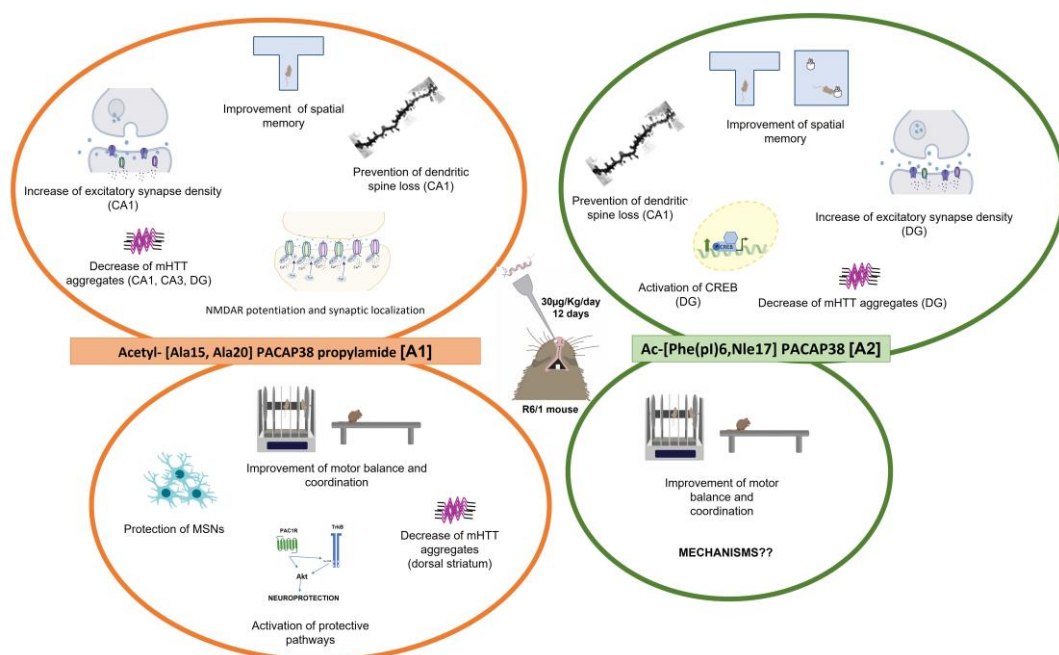 Improvement of spatial
memory
Increase of excitatory synapse density
(CA1)
Prevention of dendritic
spine loss (CA1)
Decrease of mHTT
aggregates (CA1, CA3, DG)
NMDAR potentiation and synaptic localization
Acetyl- [Ala15, Ala20] PACAP38 propylamide [A1]
Improvement of motor balance and
coordination
Protection of MSNs
PAC1R
TrkB
Akt
NEUROPROTECTION
Activation of protective
pathways
Decrease of mHTT
aggregates
(dorsal striatum)
30µg/Kg/day
12 days
R6/1 mouse
Improvement of spatial
memory
Prevention of dendritic
spine loss (CA1)
Increase of excitatory synapse density
(DG)
CREB
Activation of CREB
(DG)
Decrease of mHTT aggregates (DG)
Ac-[Phe(pI)6,Nle17] PACAP38 [A2]
Improvement of motor
balance and
coordination
MECHANISMS??